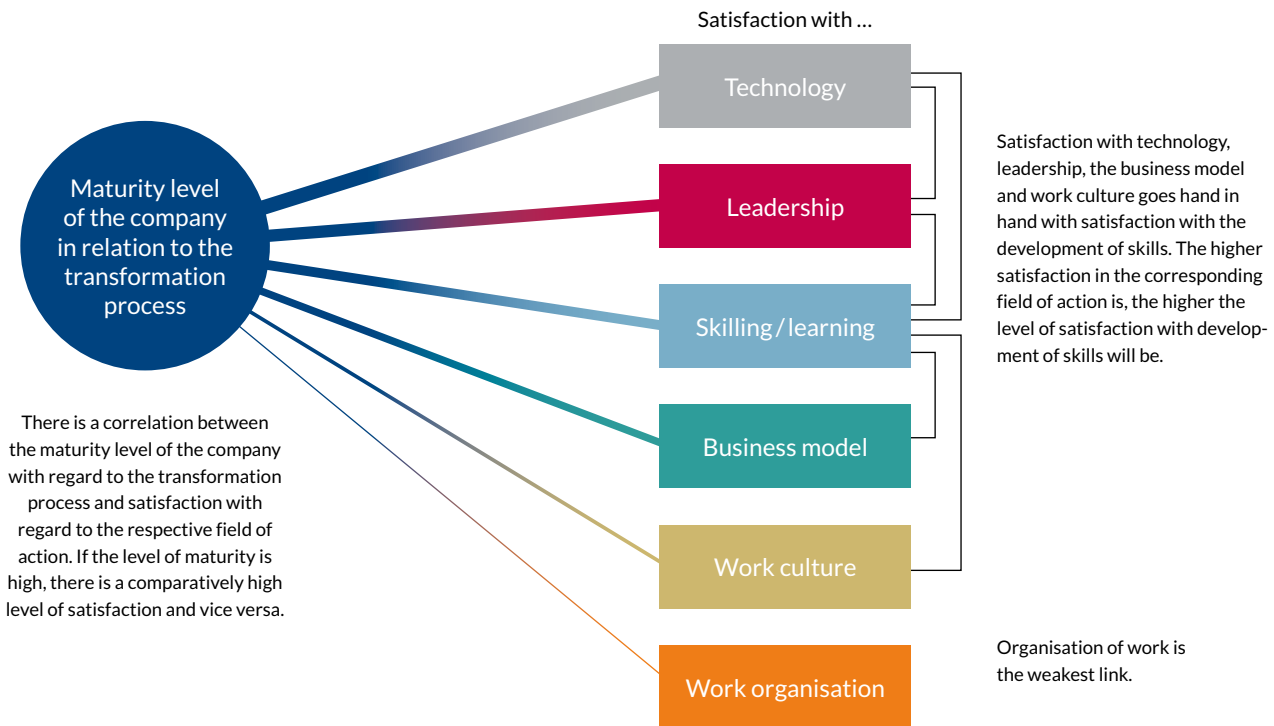 Satisfaction with ...
Technology
Leadership
Skilling / learning
Business model
Work culture
Work organisation
Maturity level
of the company
in relation to the
transformation
process
There is a correlation between
the maturity level of the company
with regard to the transformation
process and satisfaction with
regard to the respective field of
action. If the level of maturity is
high, there is a comparatively high
level of satisfaction and vice versa.
Satisfaction with technology,
leadership, the business model
and work culture goes hand in
hand with satisfaction with the
development of skills. The higher
satisfaction in the corresponding
field of action is, the higher the
level of satisfaction with develop-
ment of skills will be.
Organisation of work is
the weakest link.